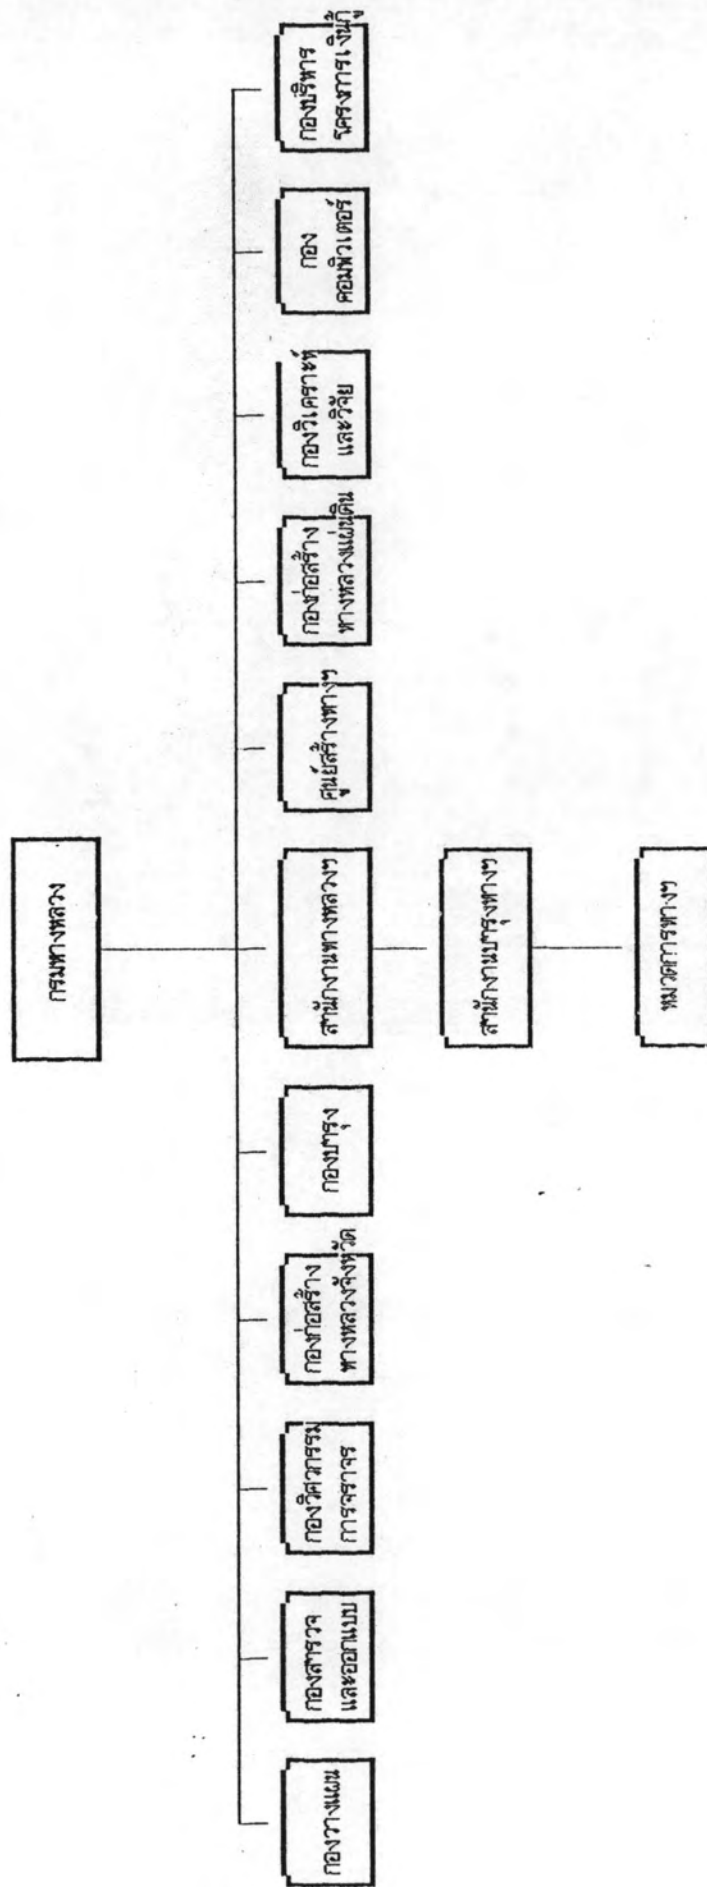 กรมทางหลวง
กองวางแผน
กองสำรวจ
และออกแบบ
กองวิศวกรรม
การจราจร
กองก่อสร้าง
ทางหลวงจังหวัด
กองบำรุง
สำนักงานทางหลวงฯ
ศูนย์สร้างทางฯ
กองก่อสร้าง
ทางหลวงแผ่นดิน
กองวิเคราะห์
และวิจัย
กอง
คอมพิวเตอร์
กองบริหาร
โครงการเงินกู้
สำนักงานบำรุงทางฯ
หมวดการทางฯ